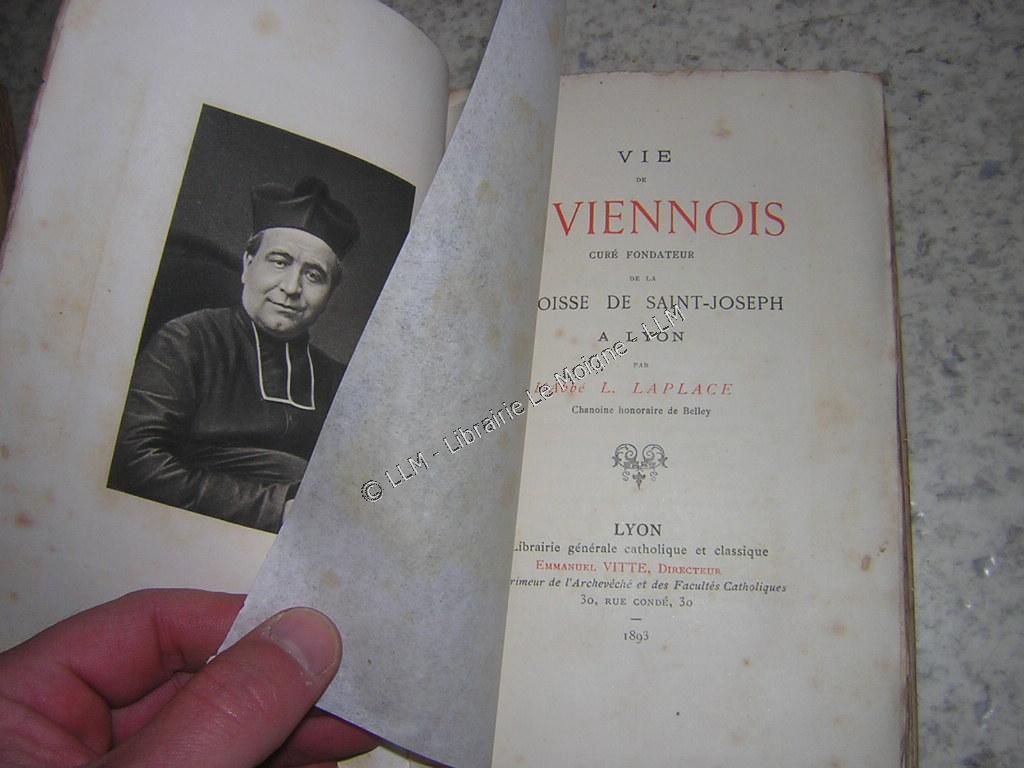 VIE
DE
VIENNOIS
CURÉ FONDATEUR
DE LA
OISSE DE SAINT-JOSEPH
A LYON
PAR
L. LAPLACE
Chanoine honoraire de Belley
LYON
Librairie générale catholique et classique
EMMANUEL VITTE, DIRECTEUR
rimeur de l'Archevêché et des Facultés Catholiques
30, RUE CONDÉ, 30
1893
© LLM - Librairie Le Moigne - LLM